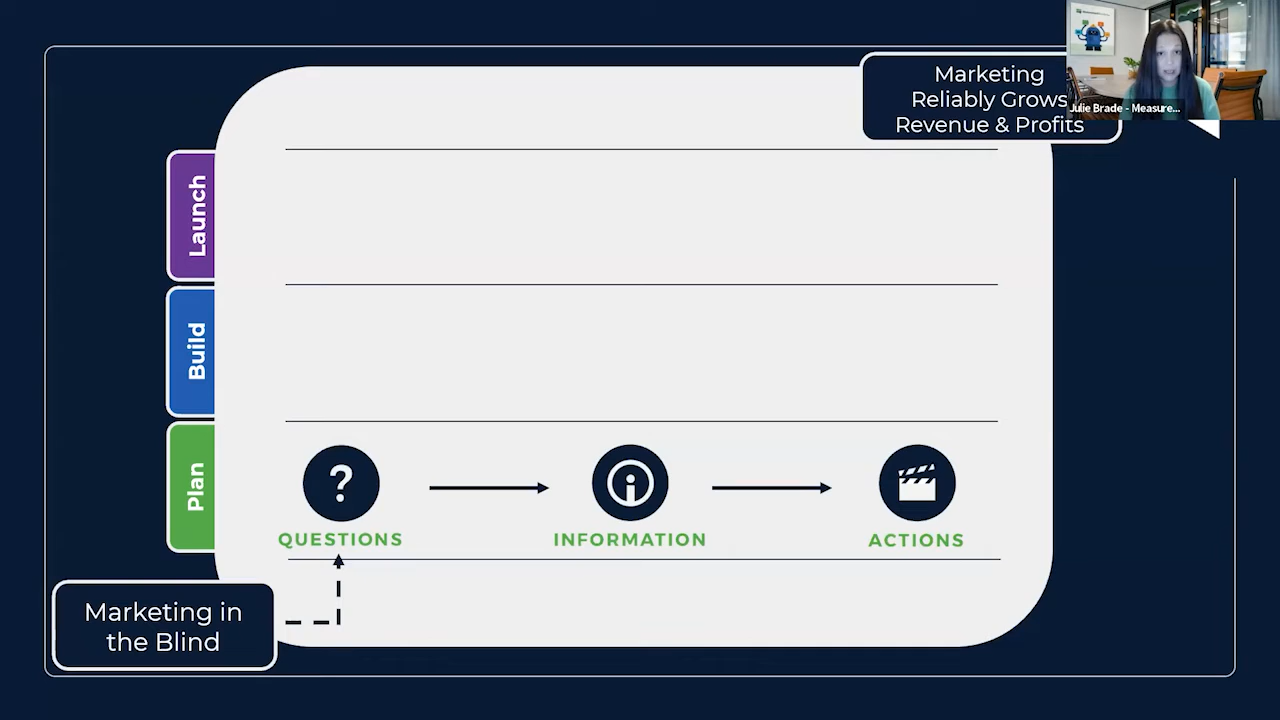 Marketing
Reliably Grows
Revenue & Profits
Julie Brade - Measure...
Launch
Build
Plan
?
QUESTIONS
INFORMATION
ACTIONS
Marketing in
the Blind